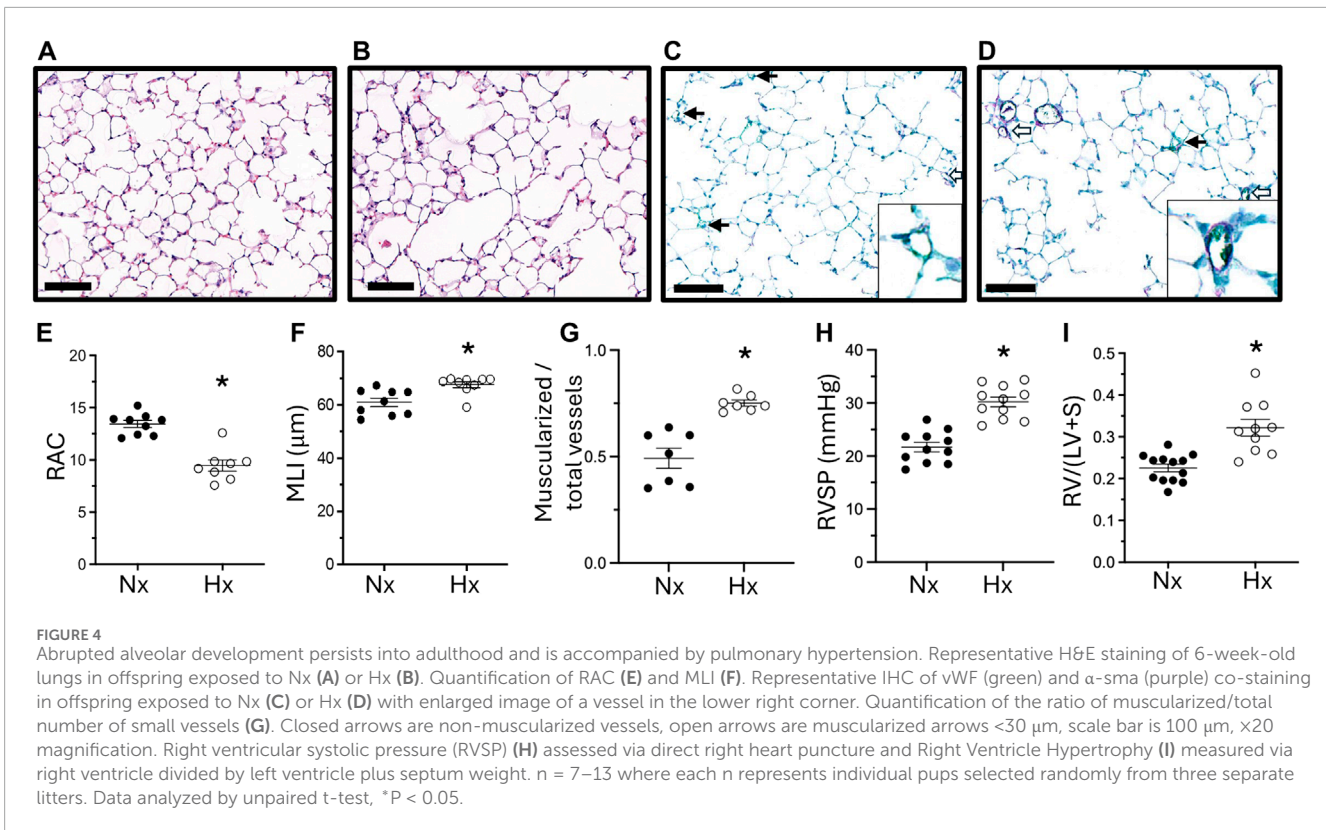 A
B
C
D
E
RAC
20
15
10
5
0
*
Nx
Hx
F
MLI (μm)
80
60
40
20
0
*
Nx
Hx
G
Muscularized /
total vessels
1.0
0.5
0.0
*
Nx
Hx
H
RVSP (mmHg)
40
30
20
10
0
*
Nx
Hx
I
RV/(LV+S)
0.5
0.4
0.3
0.2
0.1
0.0
*
Nx
Hx
FIGURE 4
Abrupted alveolar development persists into adulthood and is accompanied by pulmonary hypertension. Representative H&E staining of 6-week-old
lungs in offspring exposed to Nx (A) or Hx (B). Quantification of RAC (E) and MLI (F). Representative IHC of vWF (green) and α-sma (purple) co-staining
in offspring exposed to Nx (C) or Hx (D) with enlarged image of a vessel in the lower right corner. Quantification of the ratio of muscularized/total
number of small vessels (G). Closed arrows are non-muscularized vessels, open arrows are muscularized arrows <30 μm, scale bar is 100 μm, ×20
magnification. Right ventricular systolic pressure (RVSP) (H) assessed via direct right heart puncture and Right Ventricle Hypertrophy (I) measured via
right ventricle divided by left ventricle plus septum weight. n = 7–13 where each n represents individual pups selected randomly from three separate
litters. Data analyzed by unpaired t-test, *P < 0.05.